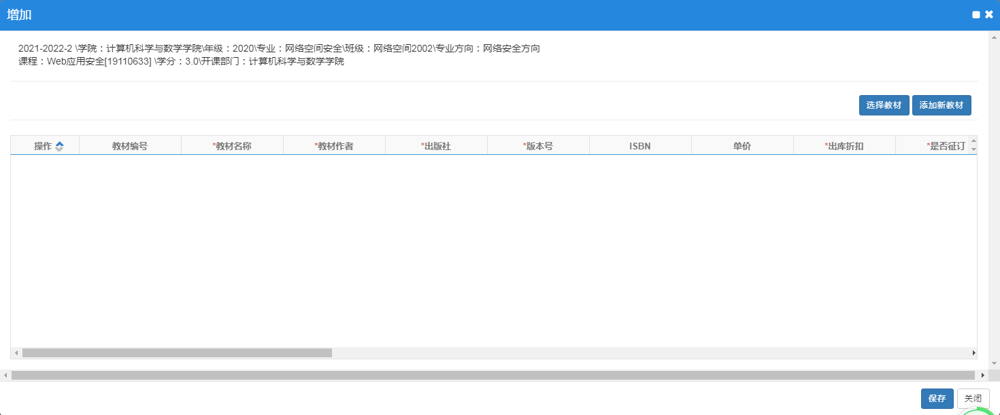 增加
2021-2022-2 \学院：计算机科学与数学学院\年级：2020\专业：网络空间安全\班级：网络空间2002\专业方向：网络安全方向
课程：Web应用安全[19110633] \学分：3.0\开课部门：计算机科学与数学学院
选择教材 添加新教材
操作 教材编号 *教材名称 *教材作者 *出版社 *版本号 ISBN 单价 *出库折扣 *是否征订
保存 关闭